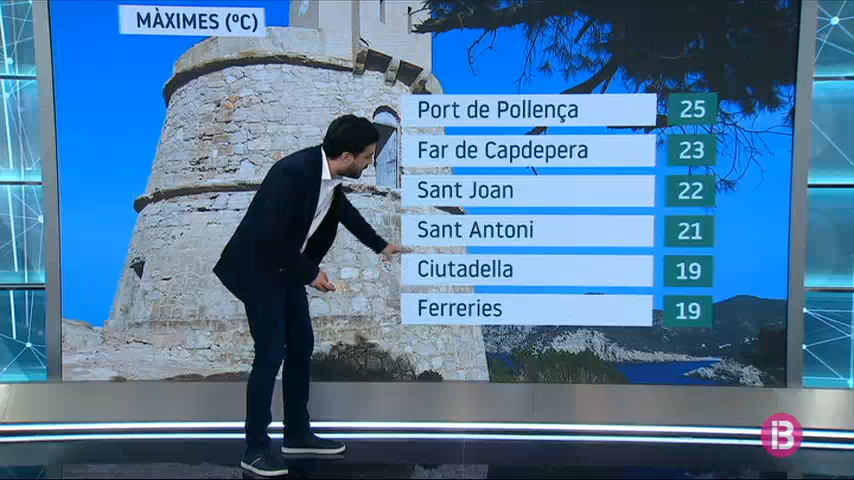 MÀXIMES (ºC)
Port de Pollença 25
Far de Capdepera 23
Sant Joan 22
Sant Antoni 21
Ciutadella 19
Ferreries 19